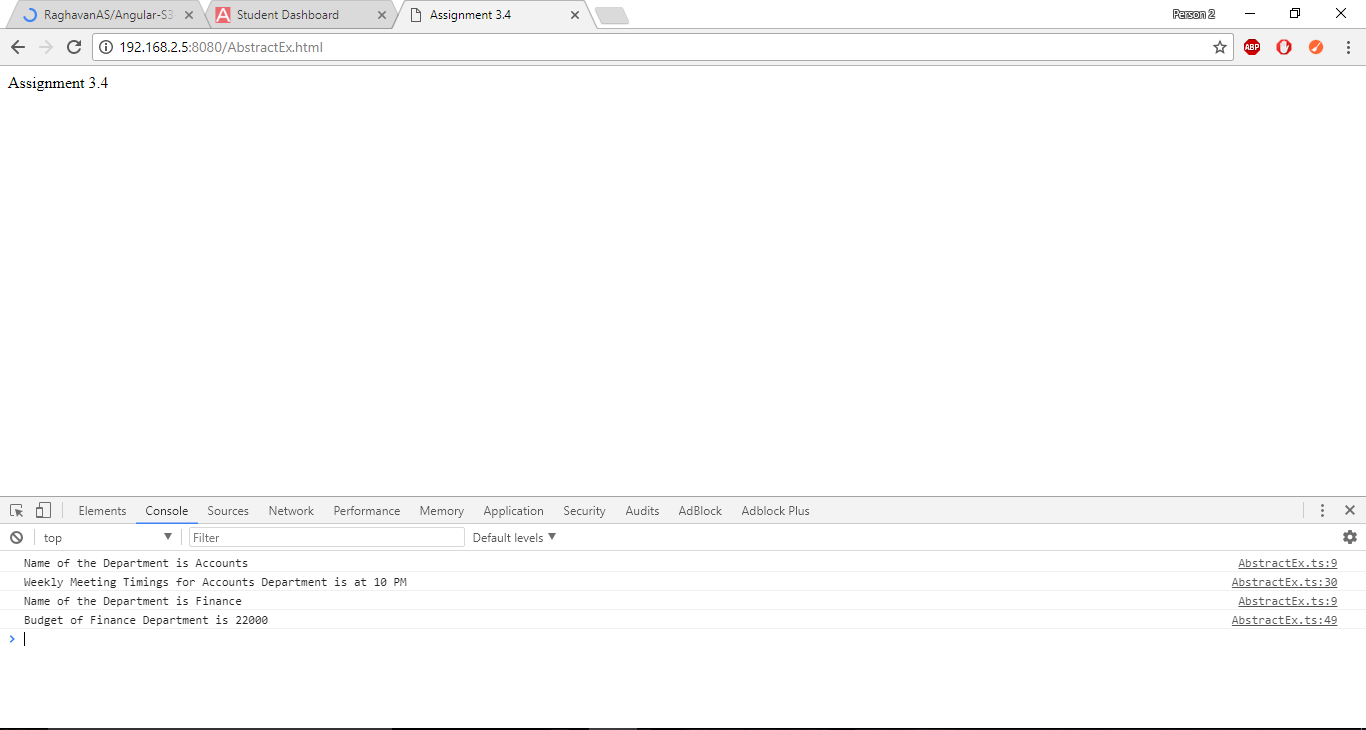 RaghavanAS/Angular-S3
Student Dashboard
Assignment 3.4
Person 2
192.168.2.5:8080/AbstractEx.html
ABP
Assignment 3.4
Elements Console Sources Network Performance Memory Application Security Audits AdBlock Adblock Plus
top Filter Default levels
Name of the Department is Accounts AbstractEx.ts:9
Weekly Meeting Timings for Accounts Department is at 10 PM AbstractEx.ts:30
Name of the Department is Finance AbstractEx.ts:9
Budget of Finance Department is 22000 AbstractEx.ts:49